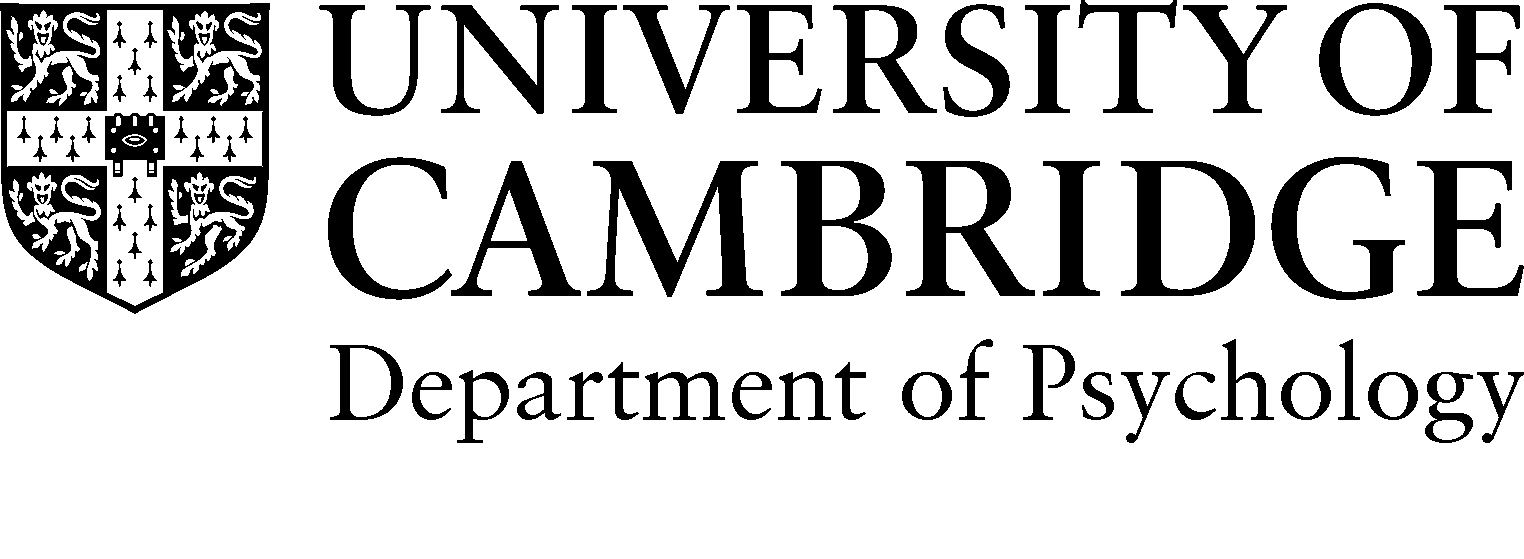 UNIVERSITY OF
CAMBRIDGE
Department of Psychology